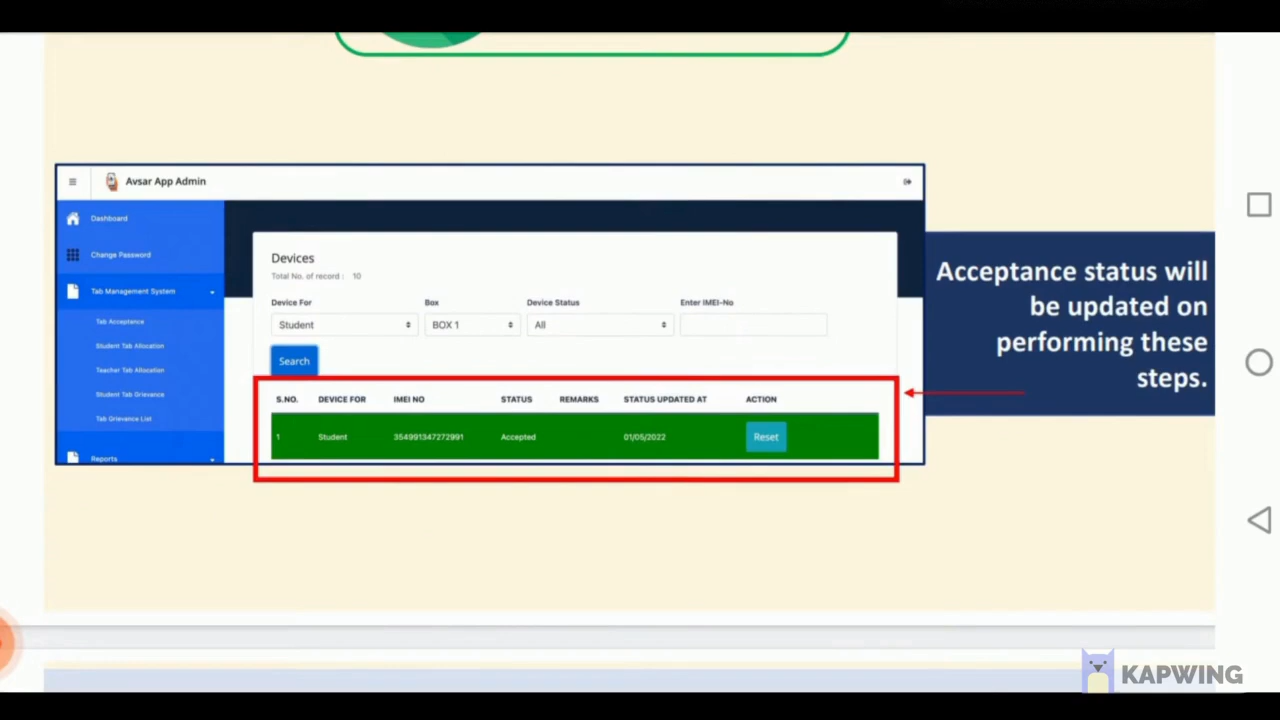 Avsar App Admin
Dashboard
Change Password
Tab Management System
Tab Acceptance
Student Tab Allocation
Teacher Tab Allocation
Student Tab Grievance
Tab Grievance List
Reports
Devices
Total No. of record : 10
Device For Box Device Status Enter IMEI-No
Student BOX 1 All
Search
S.NO. DEVICE FOR IMEI NO STATUS REMARKS STATUS UPDATED AT ACTION
1 Student 354991347272991 Accepted 01/05/2022 Reset
Acceptance status will
be updated on
performing these
steps.
KAPWING